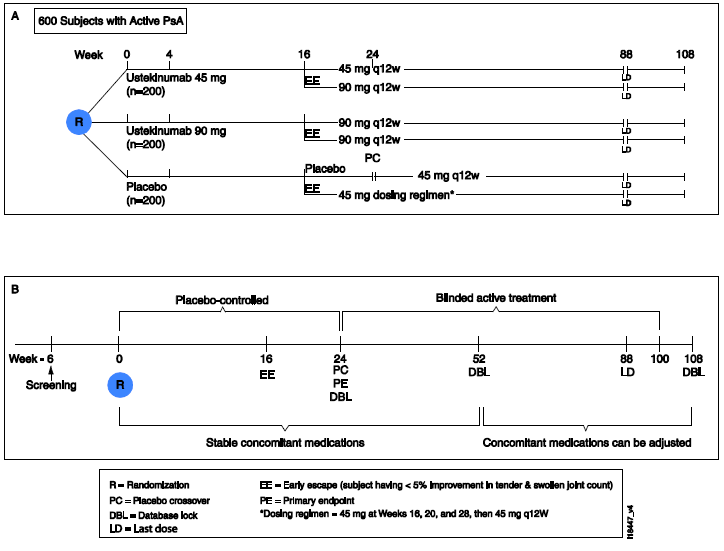 A
600 Subjects with Active PsA
Week 0 4 16 24 88 108
45 mg q12w
Ustekinumab 45 mg
(n=200)
EE
90 mg q12w
LD
R
90 mg q12w
Ustekinumab 90 mg
(n=200)
EE
90 mg q12w
LD
PC
Placebo
45 mg q12w
Placebo
(n=200)
EE
45 mg dosing regimen*
LD
B
Placebo-controlled
Blinded active treatment
Week - 6 0 16 24 52 88 100 108
Screening
R
EE
PC
PE
DBL
DBL
LD
DBL
Stable concomitant medications
Concomitant medications can be adjusted
R = Randomization
PC = Placebo crossover
DBL = Database lock
LD = Last dose
EE = Early escape (subject having < 5% improvement in tender & swollen joint count)
PE = Primary endpoint
*Dosing regimen = 45 mg at Weeks 16, 20, and 28, then 45 mg q12W
f18447_v4